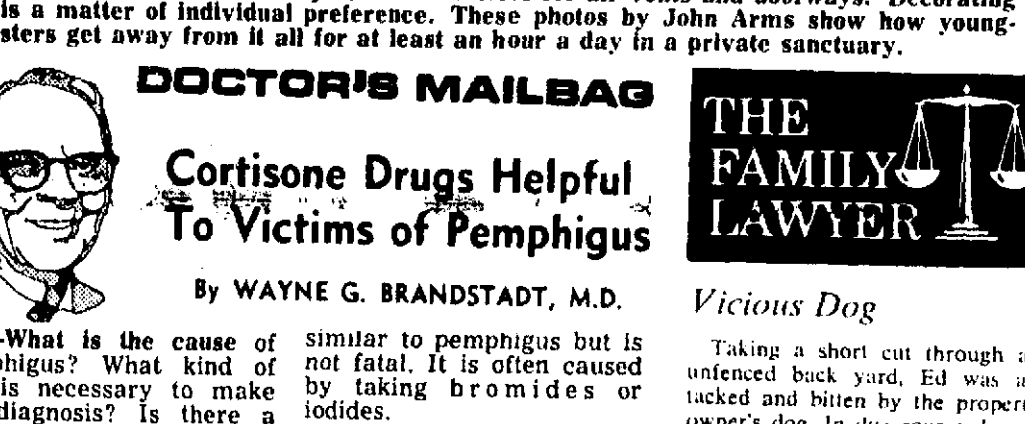 is a matter of individual preference. These photos by John Arms show how young-
sters get away from it all for at least an hour a day in a private sanctuary.
DOCTOR'S MAILBAG
Cortisone Drugs Helpful
To Victims of Pemphigus
By WAYNE G. BRANDSTADT, M.D.
-What is the cause of
phigus? What kind of
is necessary to make
diagnosis? Is there a
similar to pemphigus but is
not fatal. It is often caused
by taking bromides or
iodides.
THE
FAMILY
LAWYER
Vicious Dog
Taking a short cut through a
unfenced back yard, Ed was a
tacked and bitten by the proper
owner's dog. In